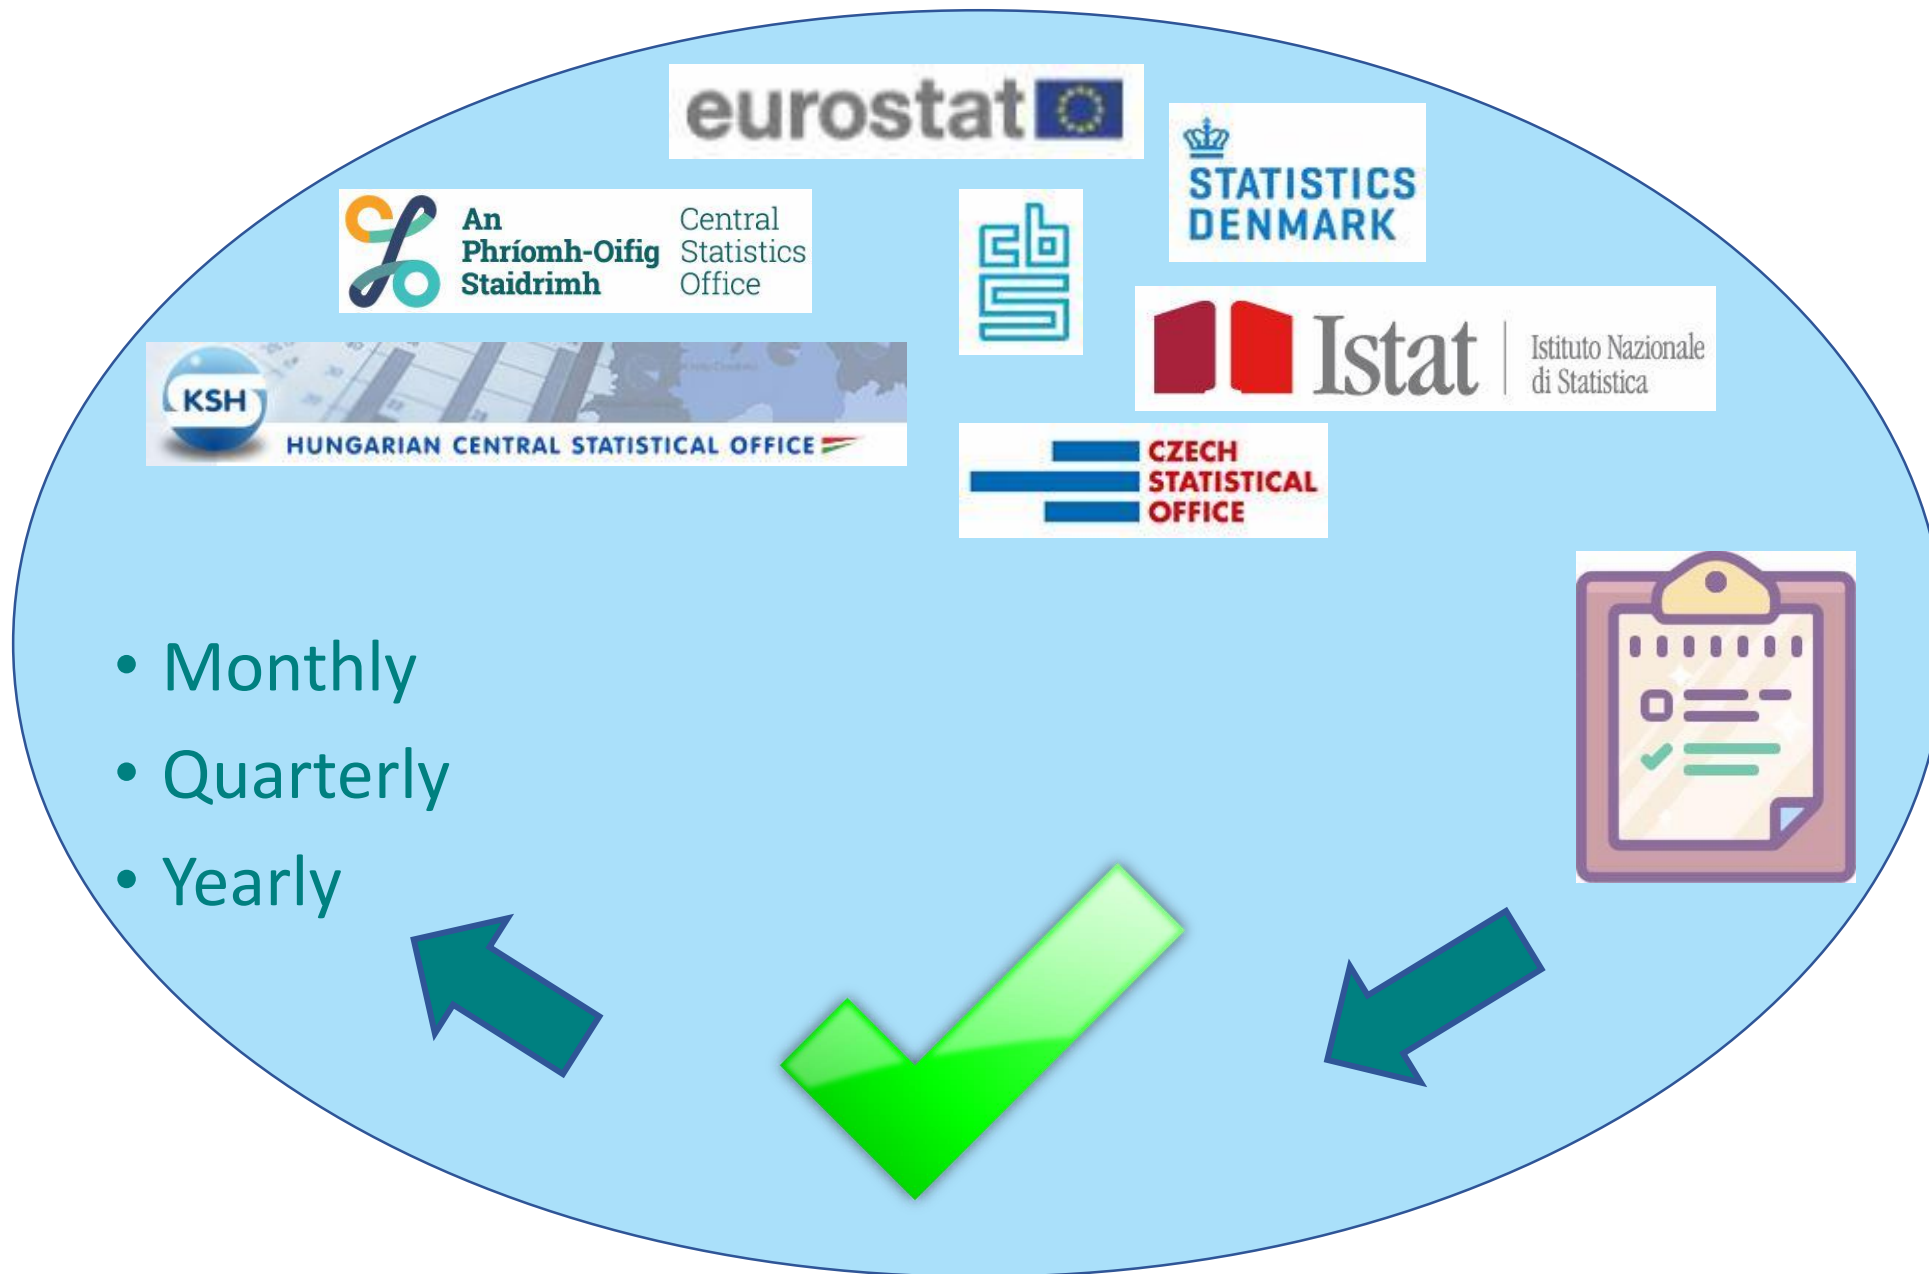 eurostat
STATISTICS
DENMARK
An
Phríomh-Oifig
Staidrimh
Central
Statistics
Office
cbs
Istat
Istituto Nazionale
di Statistica
KSH
HUNGARIAN CENTRAL STATISTICAL OFFICE
CZECH
STATISTICAL
OFFICE
• Monthly
• Quarterly
• Yearly